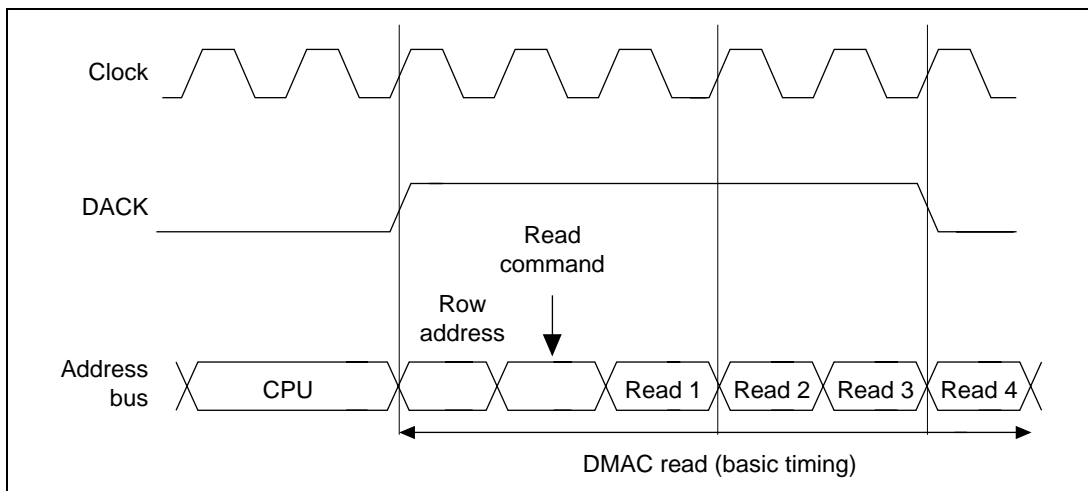 Clock
DACK
Read
command
Row
address
Address
bus
CPU
Read 1
Read 2
Read 3
Read 4
DMAC read (basic timing)